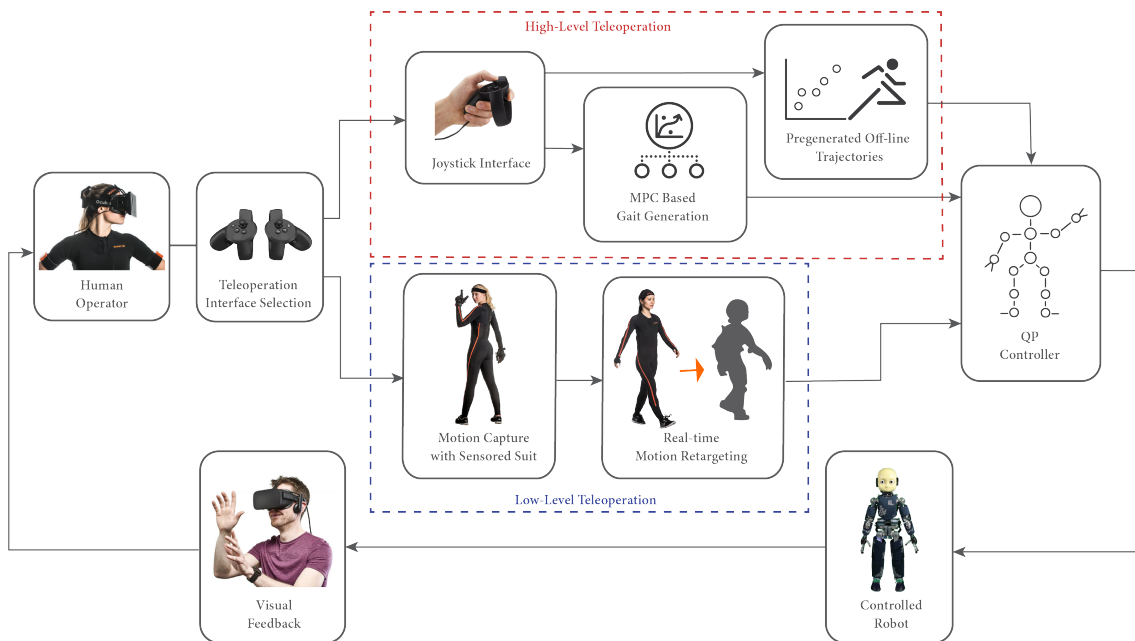 High-Level Teleoperation
Joystick Interface
MPC Based
Gait Generation
Pregenerated Off-line
Trajectories
Human
Operator
Teleoperation
Interface Selection
QP
Controller
Motion Capture
with Sensored Suit
Real-time
Motion Retargeting
Low-Level Teleoperation
Visual
Feedback
Controlled
Robot